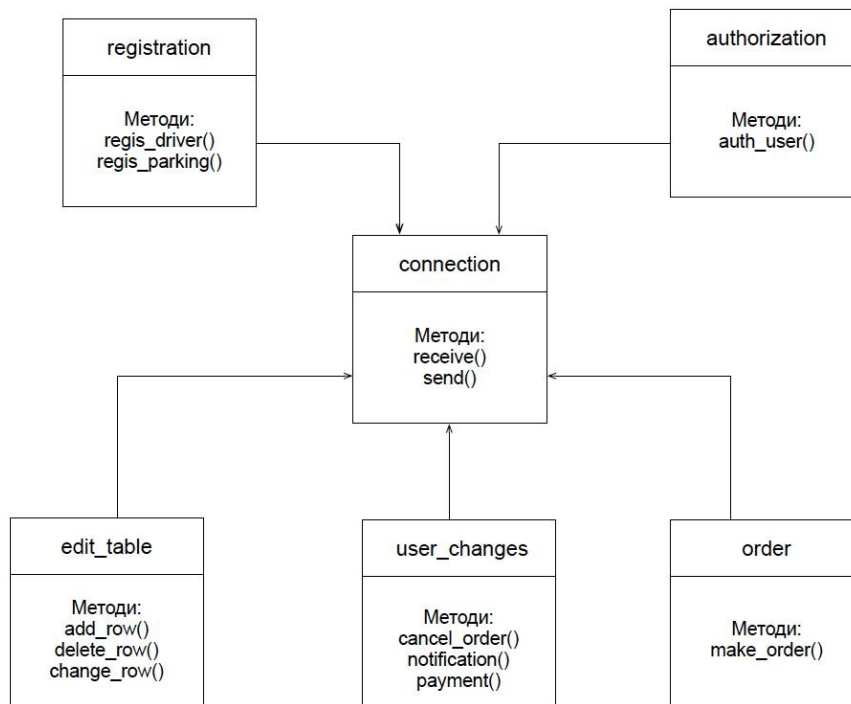 registration
Методи:
regis_driver()
regis_parking()
authorization
Методи:
auth_user()
connection
Методи:
receive()
send()
edit_table
Методи:
add_row()
delete_row()
change_row()
user_changes
Методи:
cancel_order()
notification()
payment()
order
Методи:
make_order()